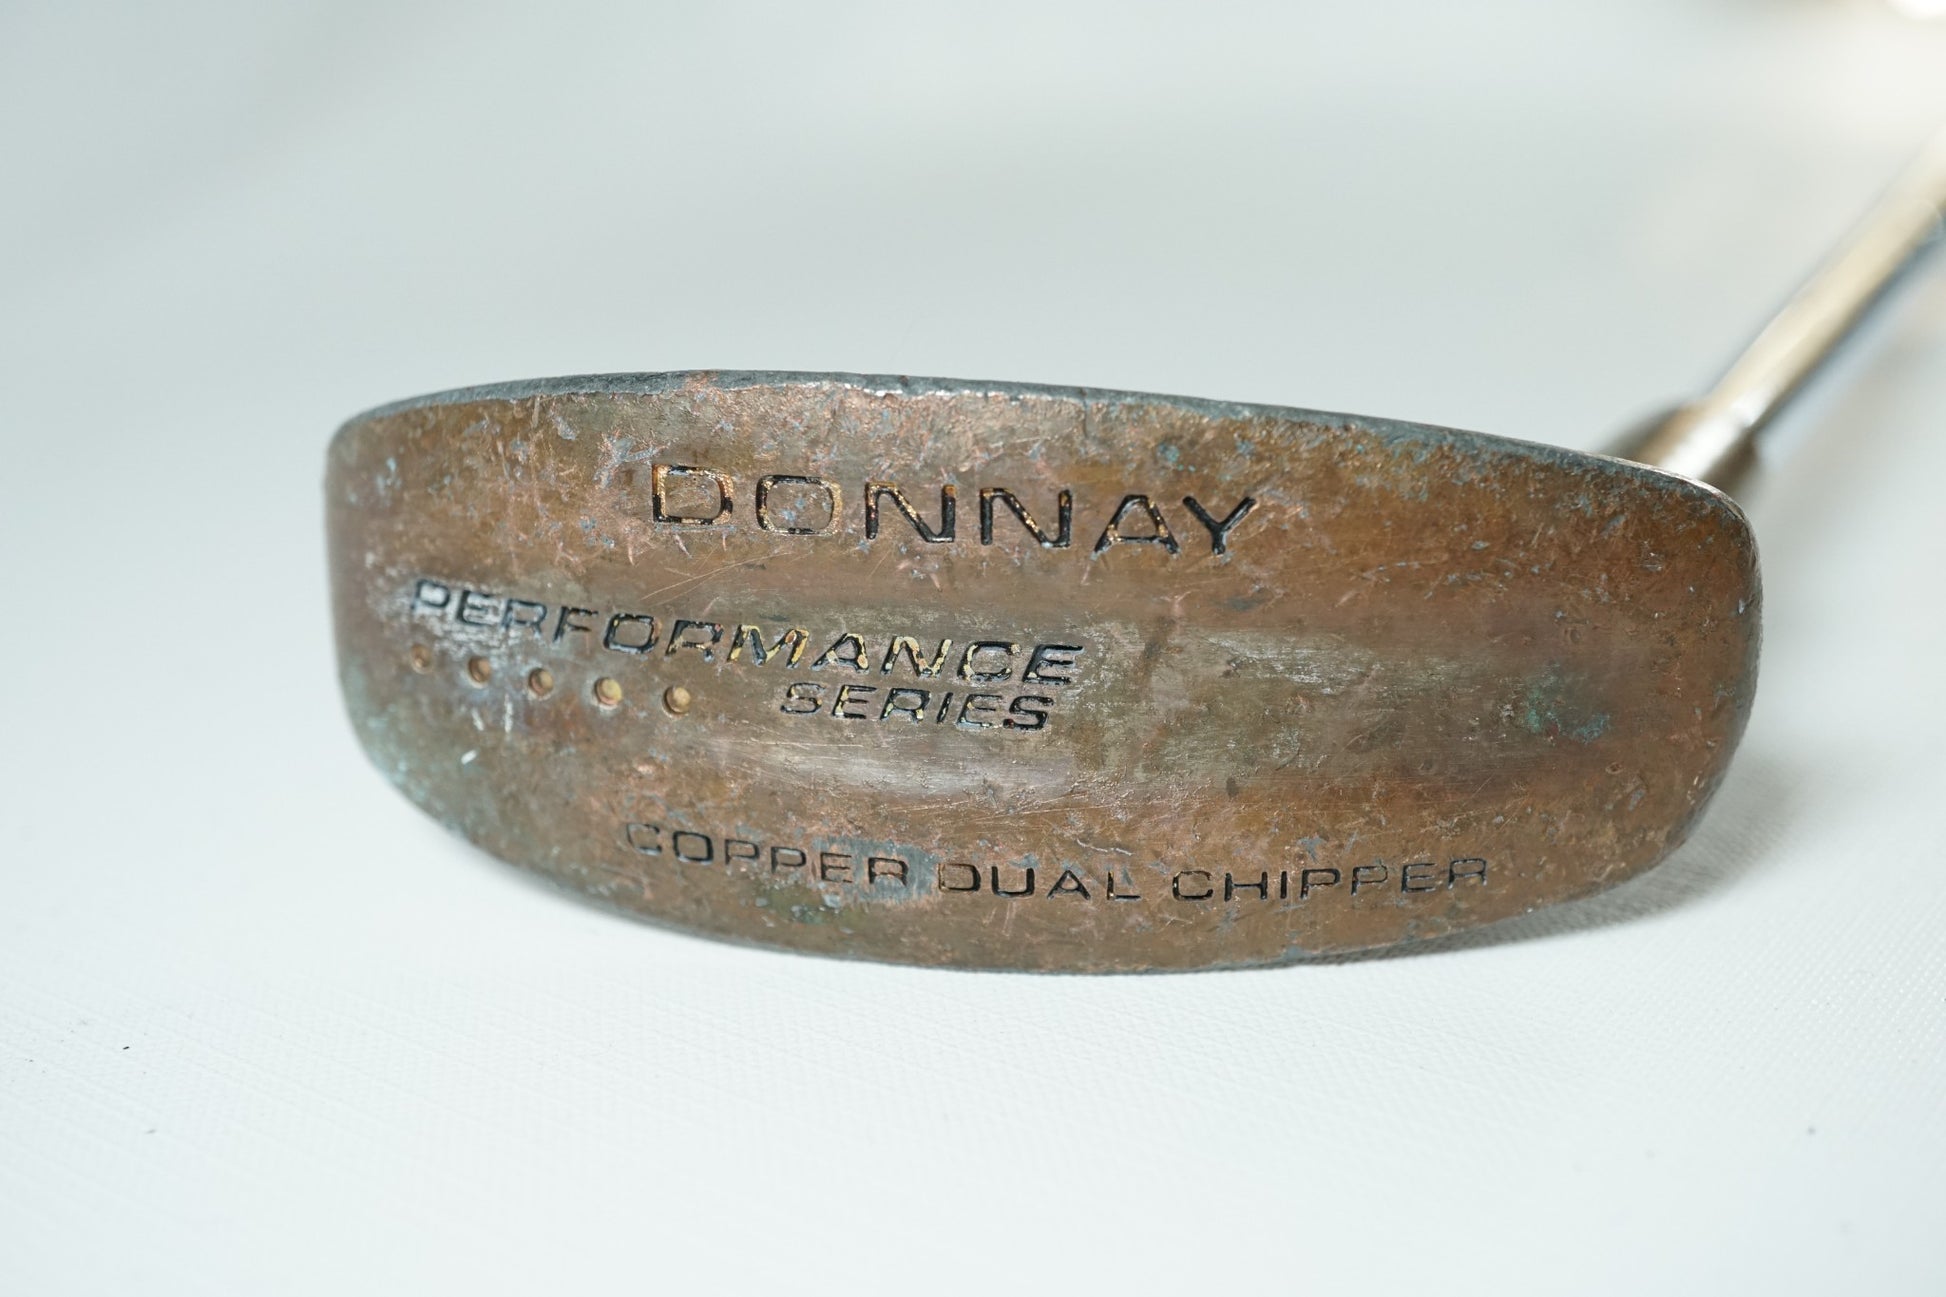 DONNAY
PERFORMANCE
SERIES
COPPER DUAL CHIPPER